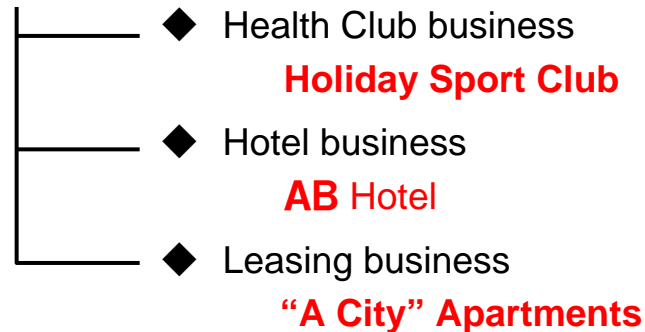 ◆ Health Club business
Holiday Sport Club
◆ Hotel business
AB Hotel
◆ Leasing business
“A City” Apartments